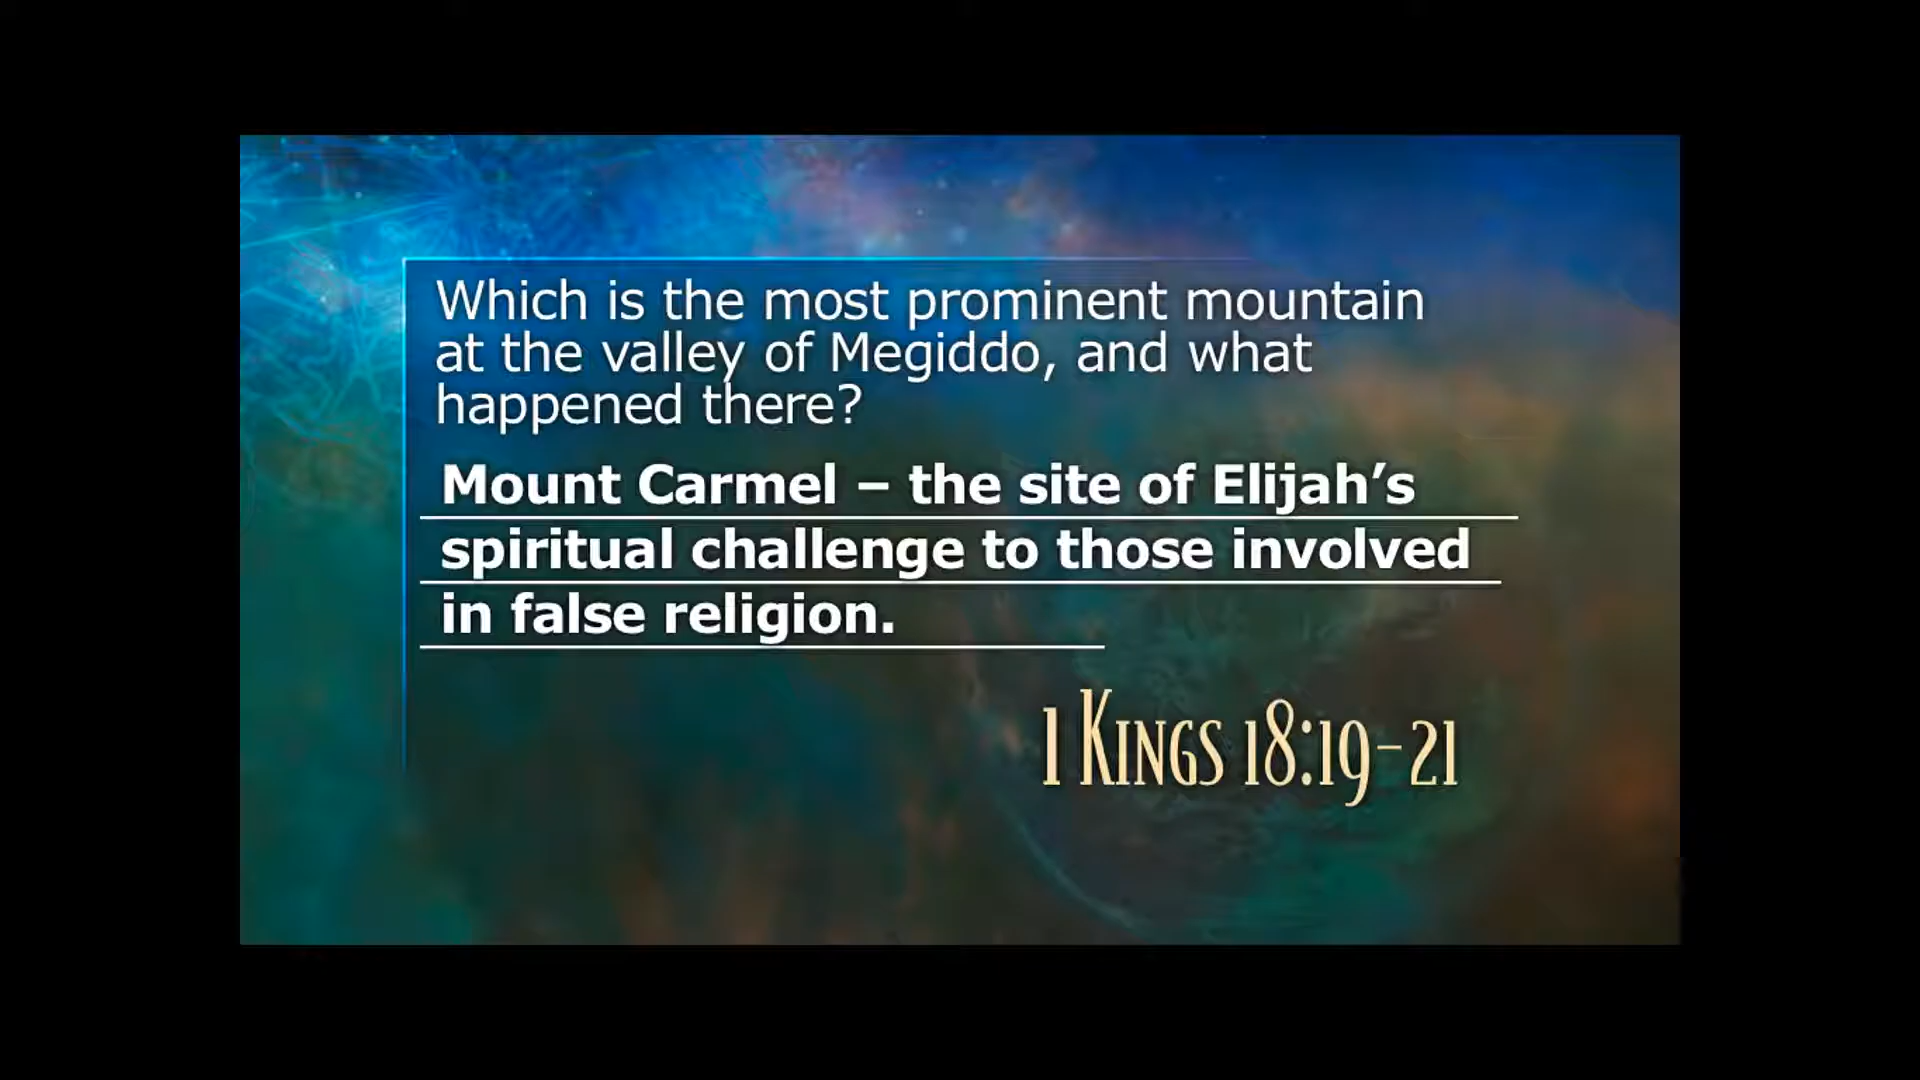 Which is the most prominent mountain
at the valley of Megiddo, and what
happened there?
Mount Carmel – the site of Elijah’s
spiritual challenge to those involved
in false religion.
1 Kings 18:19-21